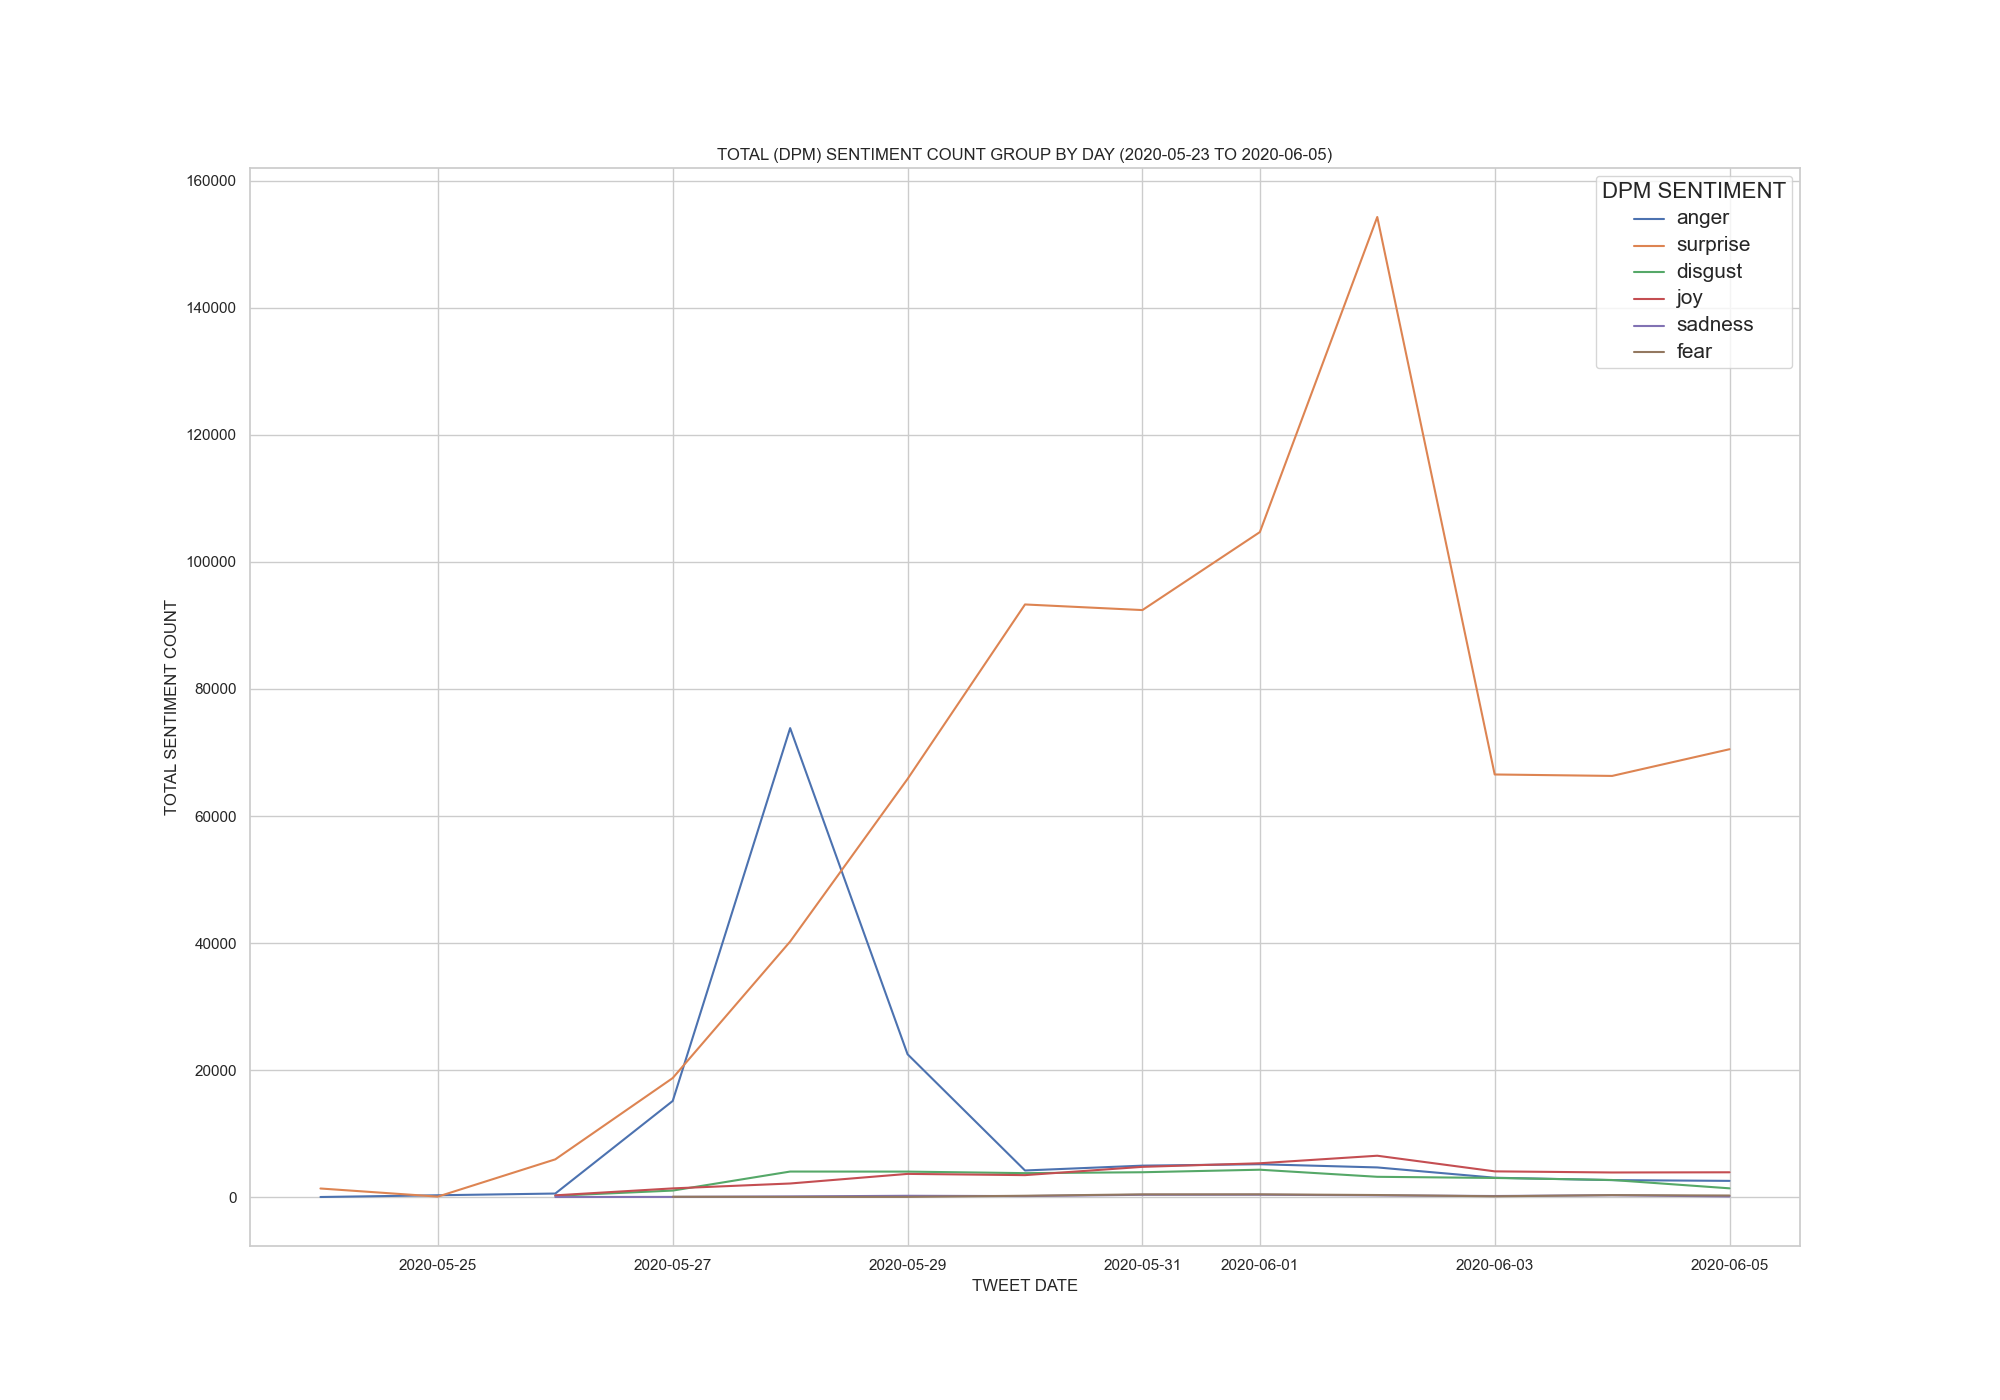 TOTAL (DPM) SENTIMENT COUNT GROUP BY DAY (2020-05-23 TO 2020-06-05)
DPM SENTIMENT
anger
surprise
disgust
joy
sadness
fear
TOTAL SENTIMENT COUNT
160000
140000
120000
100000
80000
60000
40000
20000
0
2020-05-25 2020-05-27 2020-05-29 2020-05-31 2020-06-01 2020-06-03 2020-06-05
TWEET DATE